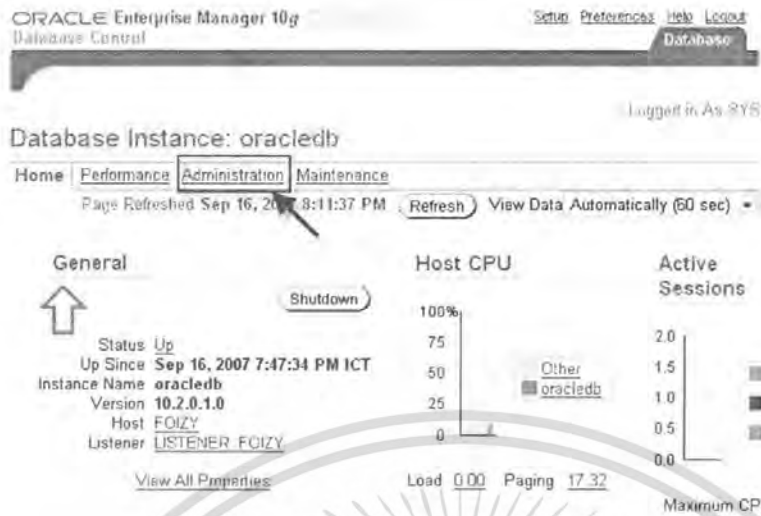 ORACLE Enterprise Manager 10g
Database Control
Setup Preferences Help Logout
Database
Logged in As SYS
Database Instance: oracledb
Home Performance Administration Maintenance
Page Refreshed Sep 16, 2007 8:11:37 PM Refresh View Data Automatically (60 sec)
General
Shutdown
Status Up
Up Since Sep 16, 2007 7:47:34 PM ICT
Instance Name oracledb
Version 10.2.0.1.0
Host FOIZY
Listener LISTENER_FOIZY
View All Properties
Host CPU
100%
75
50
25
0
Other
oracledb
Load 0.00 Paging 17.32
Active
Sessions
2.0
1.5
1.0
0.5
0.0
Maximum CP